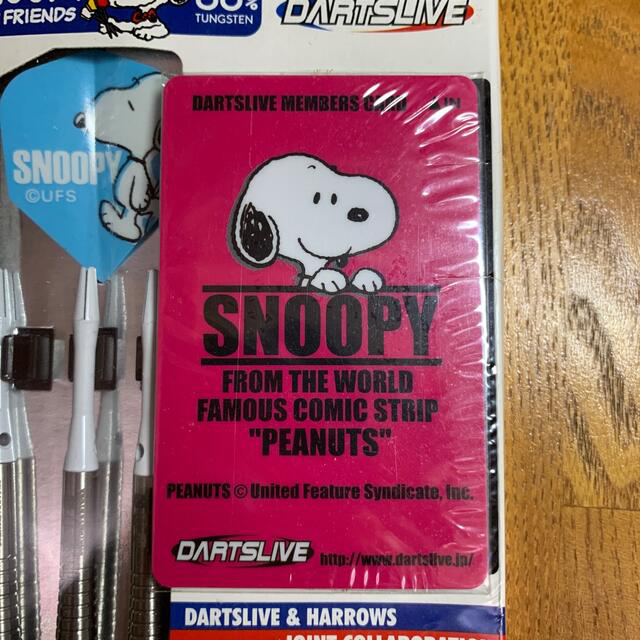 FRIENDS
TUNGSTEN
DARTSLIVE
SNOOPY
©UFS
DARTSLIVE MEMBERS CARD
SNOOPY
FROM THE WORLD
FAMOUS COMIC STRIP
"PEANUTS"
PEANUTS © United Feature Syndicate, Inc.
DARTSLIVE
http://www.dartslive.jp/
DARTSLIVE & HARROWS